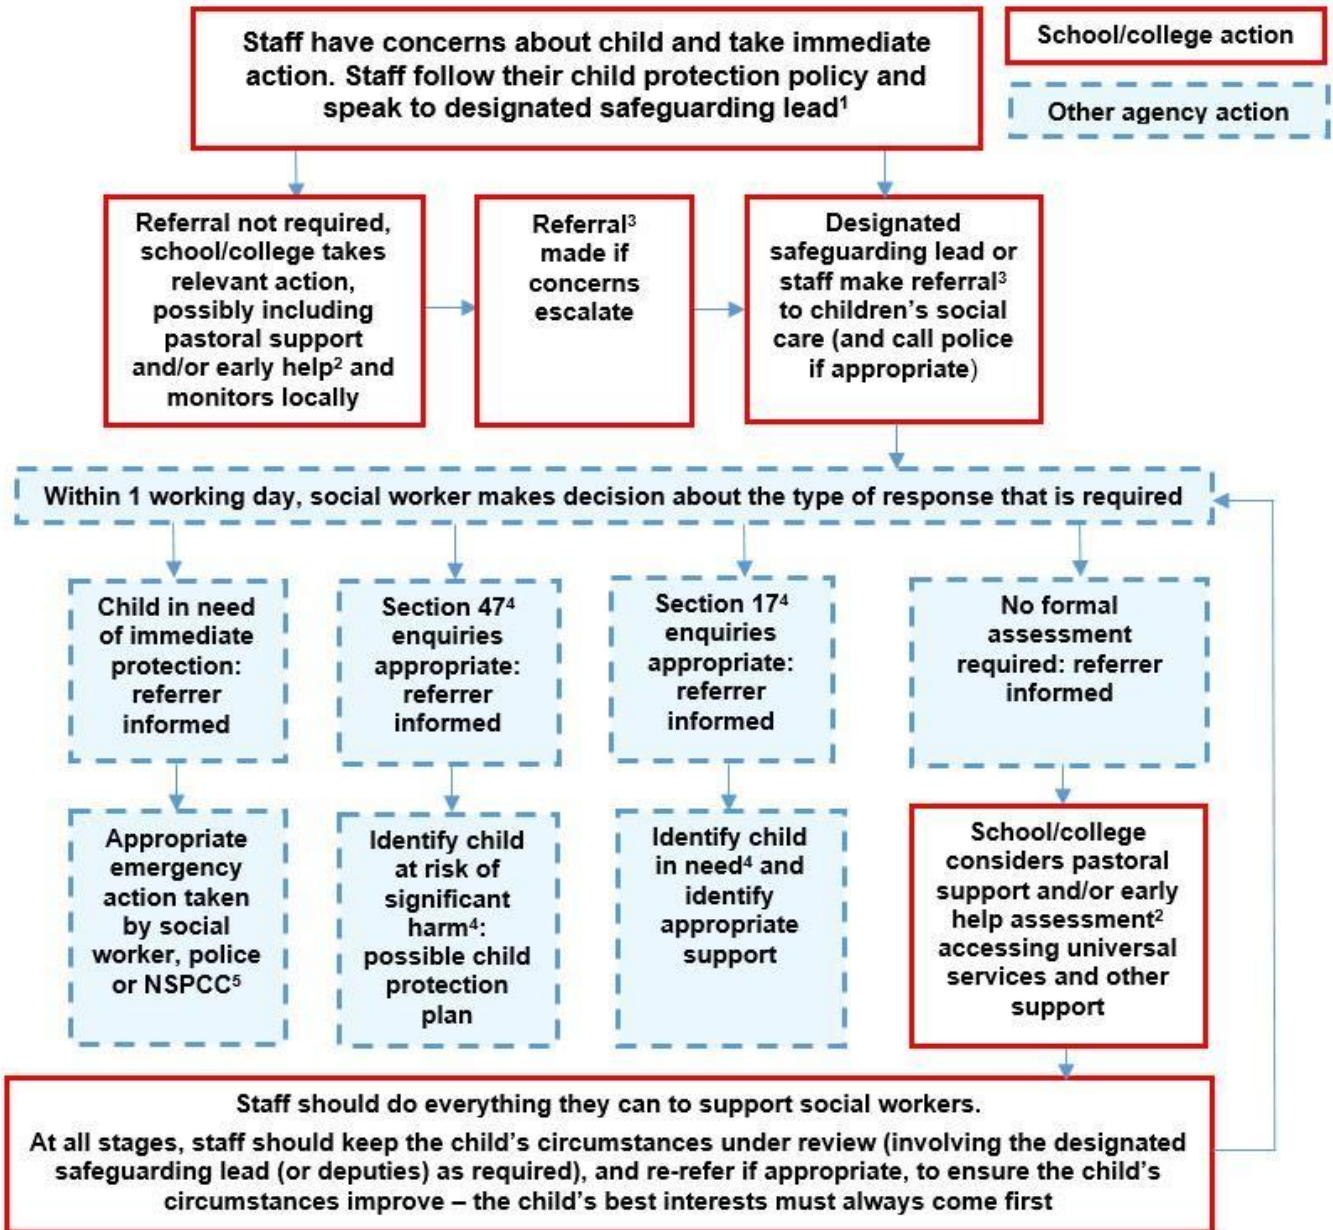 Staff have concerns about child and take immediate
action. Staff follow their child protection policy and
speak to designated safeguarding lead¹
School/college action
Other agency action
Referral not required,
school/college takes
relevant action,
possibly including
pastoral support
and/or early help² and
monitors locally
Referral³
made if
concerns
escalate
Designated
safeguarding lead or
staff make referral³
to children’s social
care (and call police
if appropriate)
Within 1 working day, social worker makes decision about the type of response that is required
Child in need
of immediate
protection:
referrer
informed
Section 47⁴
enquiries
appropriate:
referrer
informed
Section 17⁴
enquiries
appropriate:
referrer
informed
No formal
assessment
required: referrer
informed
Appropriate
emergency
action taken
by social
worker, police
or NSPCC⁵
Identify child
at risk of
significant
harm⁴:
possible child
protection
plan
Identify child
in need⁴ and
identify
appropriate
support
School/college
considers pastoral
support and/or early
help assessment²
accessing universal
services and other
support
Staff should do everything they can to support social workers.
At all stages, staff should keep the child’s circumstances under review (involving the designated
safeguarding lead (or deputies) as required), and re-refer if appropriate, to ensure the child’s
circumstances improve – the child’s best interests must always come first